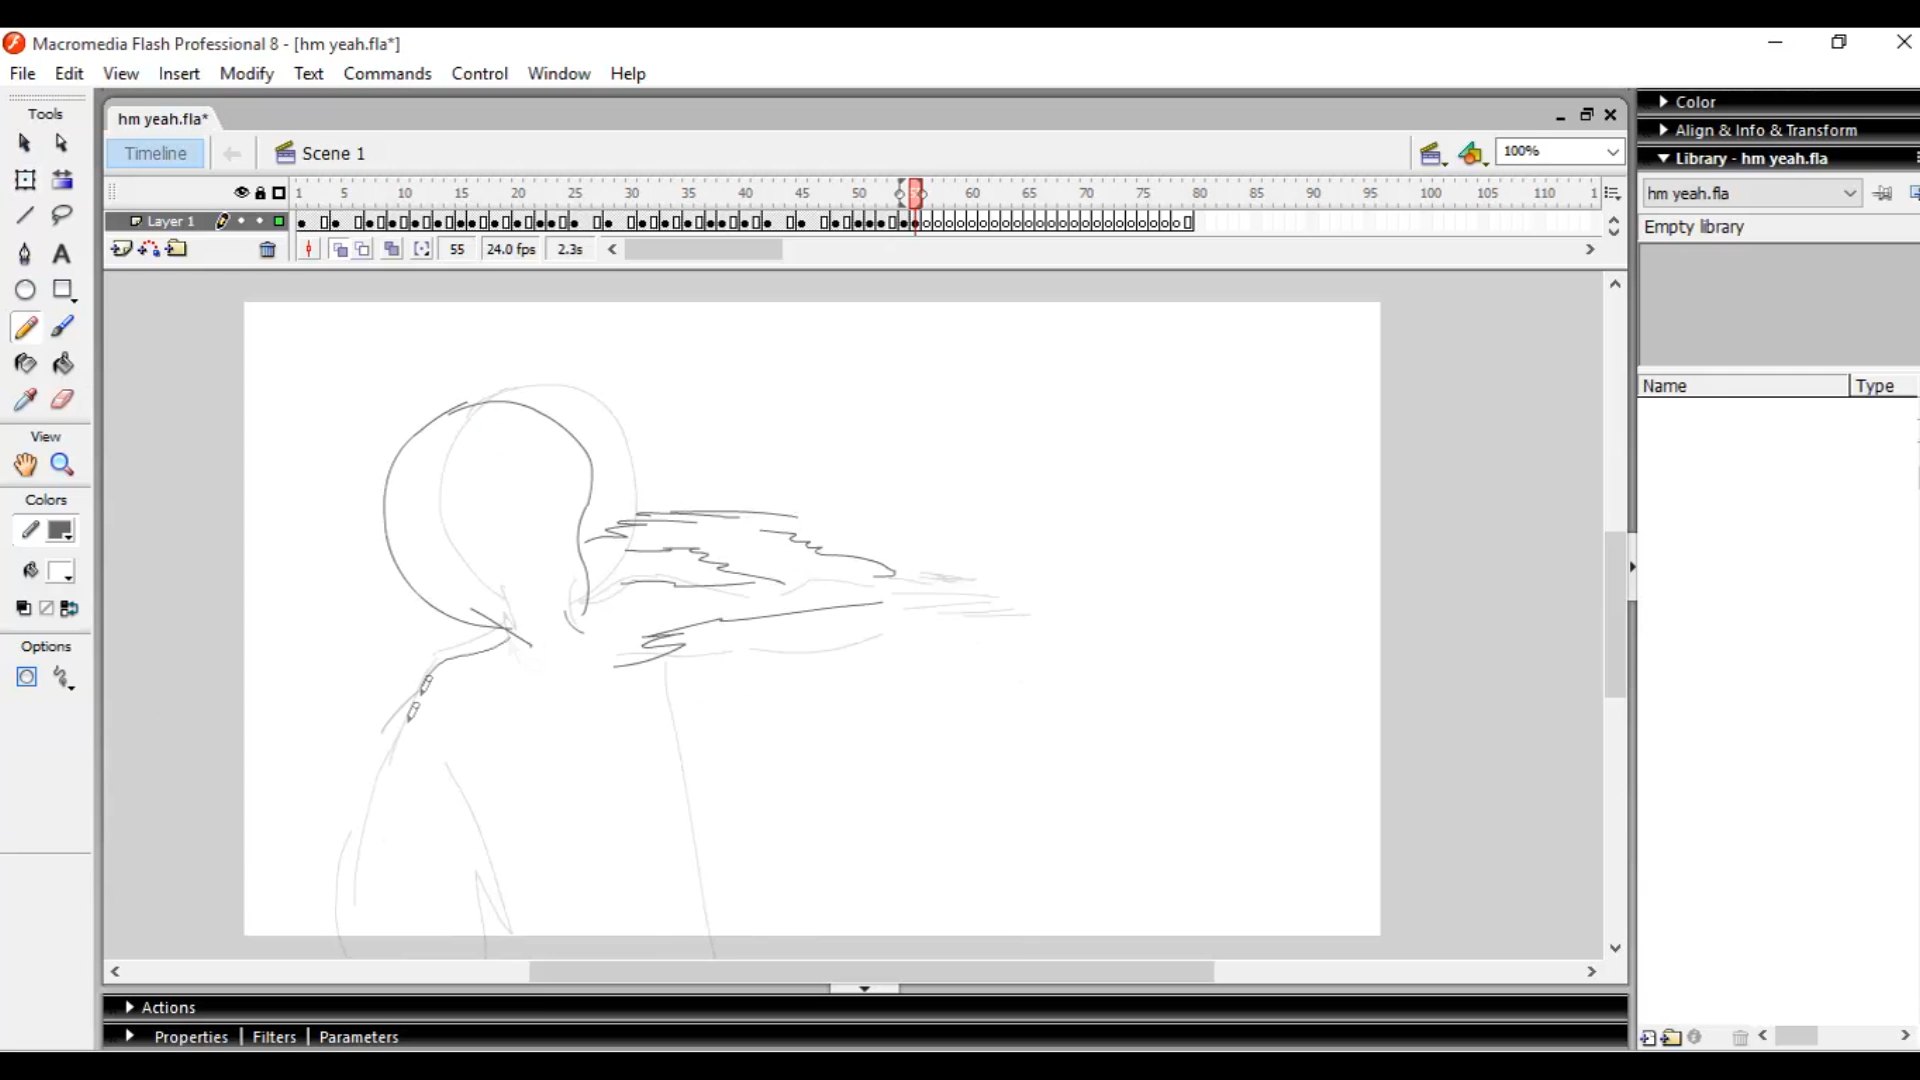 Macromedia Flash Professional 8 - [hm yeah.fla*]
File Edit View Insert Modify Text Commands Control Window Help
Tools
hm yeah.fla*
Color
Timeline
Scene 1
100%
Align & Info & Transform
Library - hm yeah.fla
1 5 10 15 20 25 30 35 40 45 50 60 65 70 75 80 85 90 95 100 105 110 1
hm yeah.fla
Layer 1
Empty library
55 24.0 fps 2.3s
Name Type
View
Colors
Options
Actions
Properties | Filters | Parameters